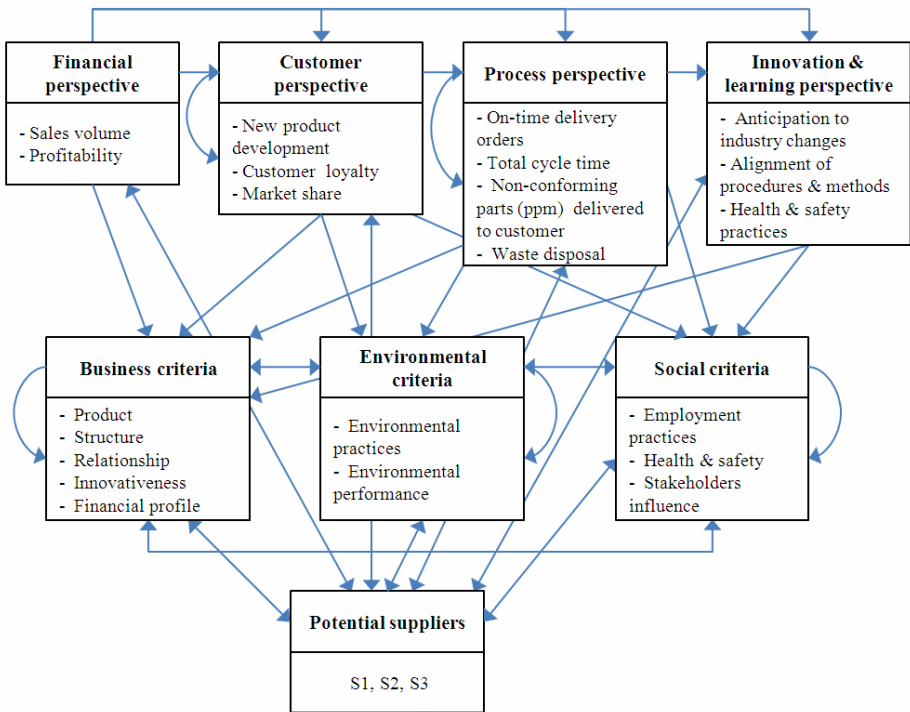 Financial
perspective
- Sales volume
- Profitability
Customer
perspective
- New product
development
- Customer loyalty
- Market share
Process perspective
- On-time delivery
orders
- Total cycle time
- Non-conforming
parts (ppm) delivered
to customer
- Waste disposal
Innovation &
learning perspective
- Anticipation to
industry changes
- Alignment of
procedures & methods
- Health & safety
practices
Business criteria
- Product
- Structure
- Relationship
- Innovativeness
- Financial profile
Environmental
criteria
- Environmental
practices
- Environmental
performance
Social criteria
- Employment
practices
- Health & safety
- Stakeholders
influence
Potential suppliers
S1, S2, S3